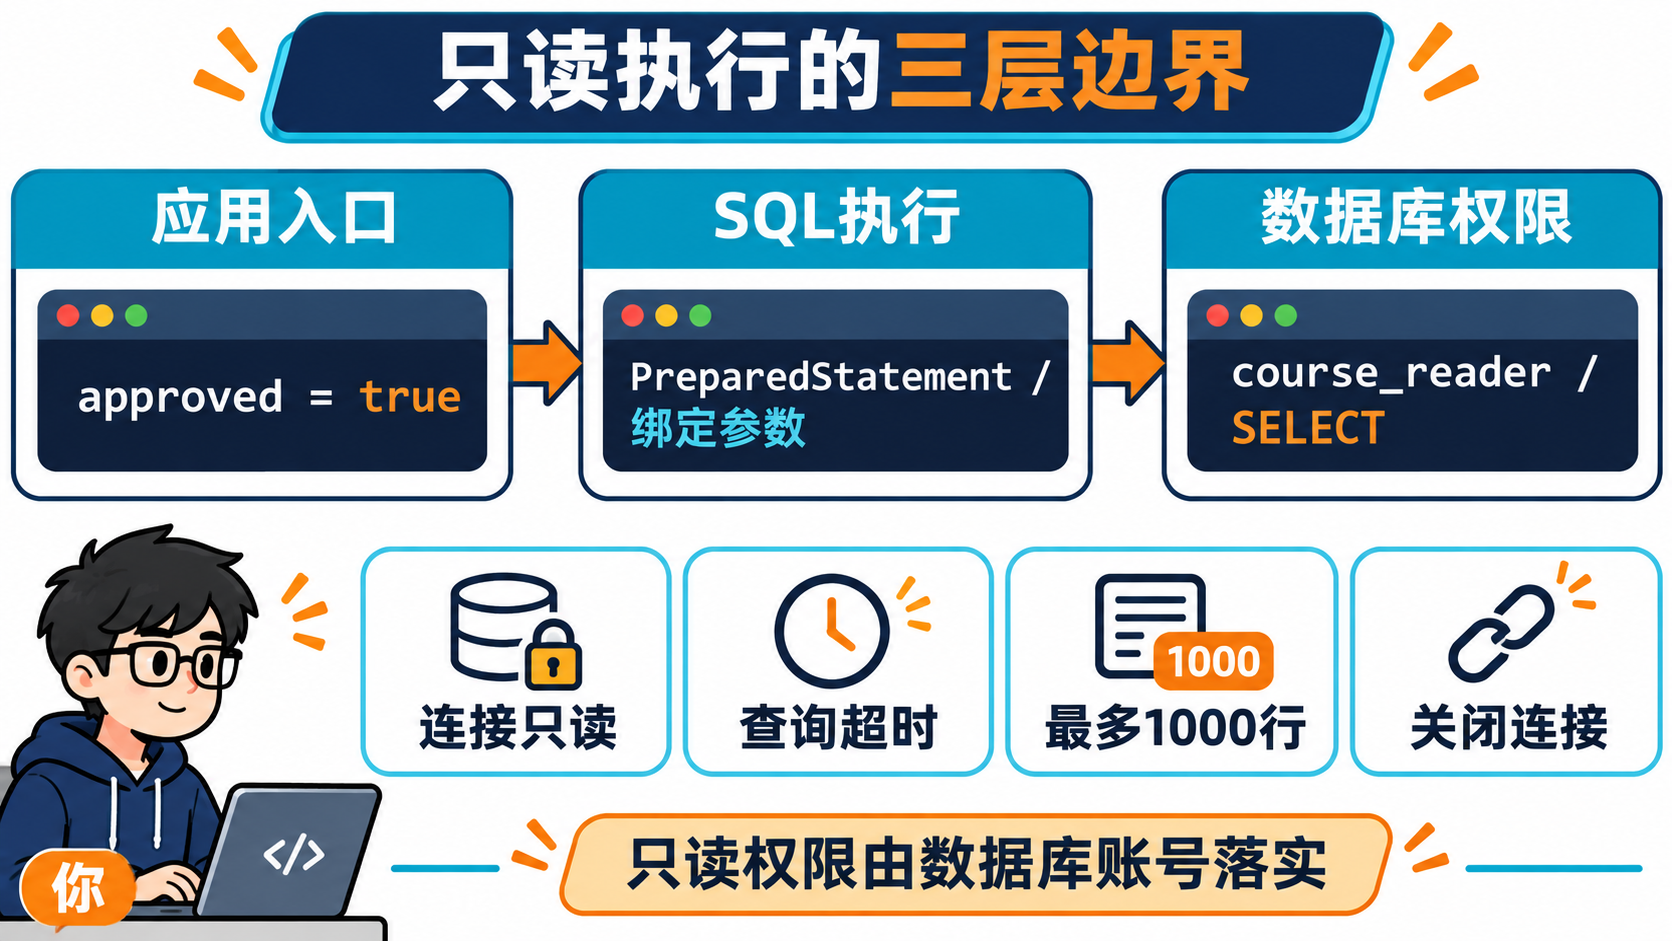 只读执行的三层边界
应用入口
approved = true
SQL执行
PreparedStatement /
绑定参数
数据库权限
course_reader /
SELECT
连接只读
查询超时
1000
最多1000行
关闭连接
</>
你
只读权限由数据库账号落实